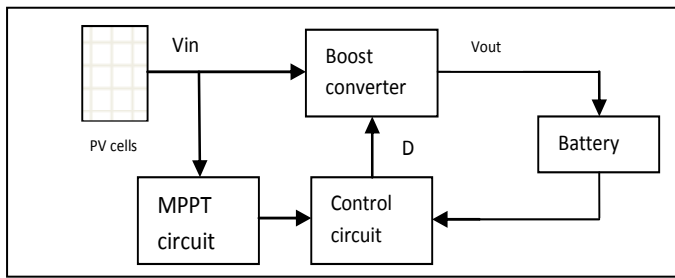 Vin
Boost
converter
Vout
PV cells
D
Battery
MPPT
circuit
Control
circuit